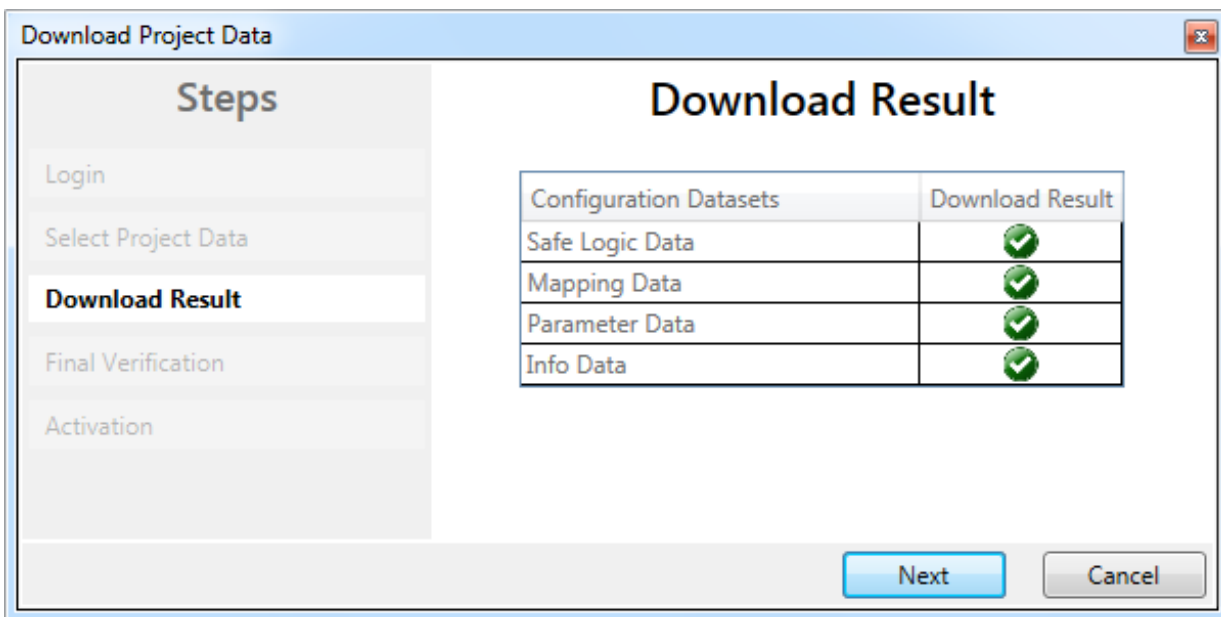 Download Project Data
Steps
Login
Select Project Data
Download Result
Final Verification
Activation
Download Result
Configuration Datasets Download Result
Safe Logic Data
Mapping Data
Parameter Data
Info Data
Next Cancel